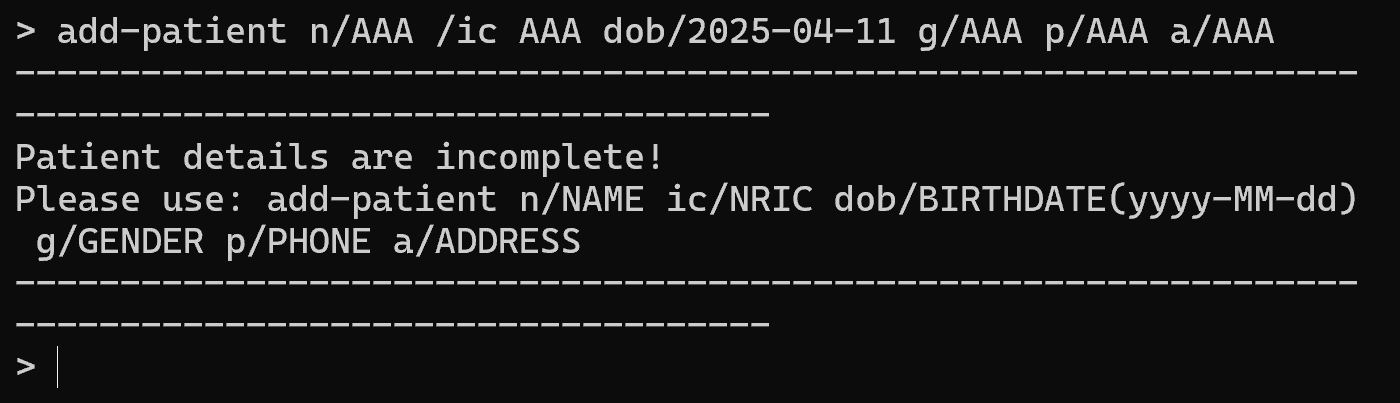 > add-patient n/AAA /ic AAA dob/2025-04-11 g/AAA p/AAA a/AAA
----------------------------------------------------------------
------------------------------------
Patient details are incomplete!
Please use: add-patient n/NAME ic/NRIC dob/BIRTHDATE(yyyy-MM-dd)
 g/GENDER p/PHONE a/ADDRESS
----------------------------------------------------------------
------------------------------------
>